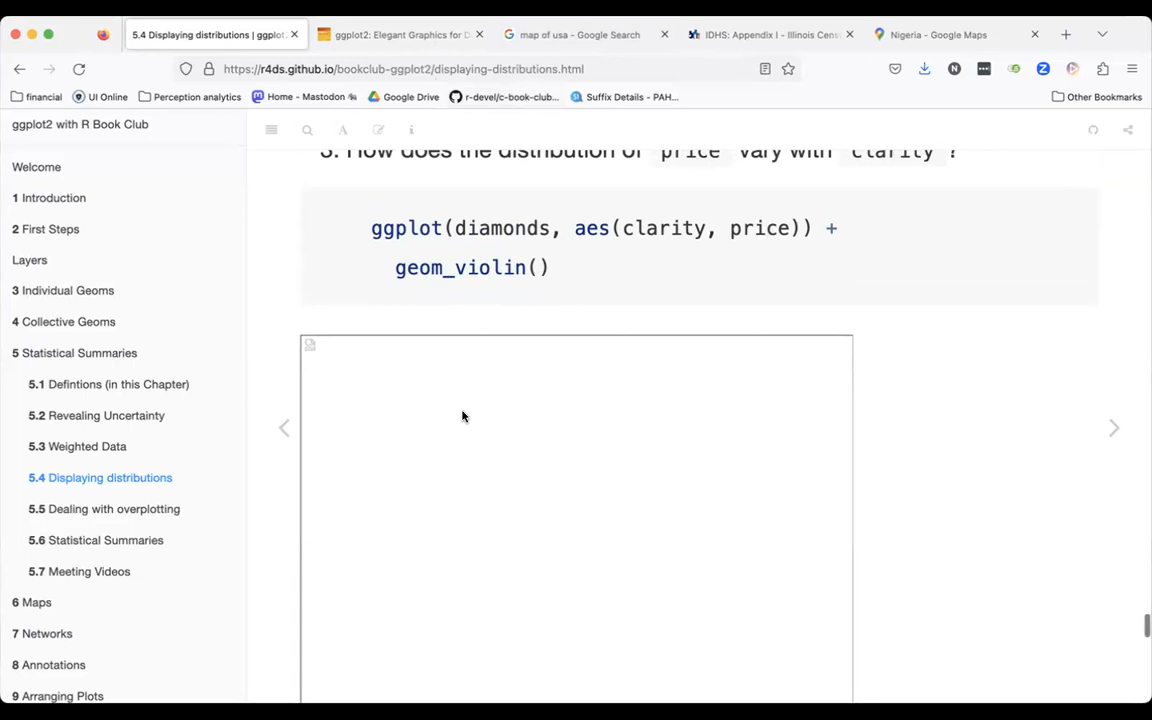 5.4 Displaying distributions | ggplot
ggplot2: Elegant Graphics for D
map of usa - Google Search
IDHS: Appendix I - Illinois Cens
Nigeria - Google Maps
https://r4ds.github.io/bookclub-ggplot2/displaying-distributions.html
financial
UI Online
Perception analytics
Home - Mastodon
Google Drive
r-devel/c-book-club...
Suffix Details - PAH...
Other Bookmarks
ggplot2 with R Book Club
Welcome
1 Introduction
2 First Steps
Layers
3 Individual Geoms
4 Collective Geoms
5 Statistical Summaries
5.1 Defintions (in this Chapter)
5.2 Revealing Uncertainty
5.3 Weighted Data
5.4 Displaying distributions
5.5 Dealing with overplotting
5.6 Statistical Summaries
5.7 Meeting Videos
6 Maps
7 Networks
8 Annotations
9 Arranging Plots
3. How does the distribution of price vary with clarity ?
ggplot(diamonds, aes(clarity, price)) +
geom_violin()